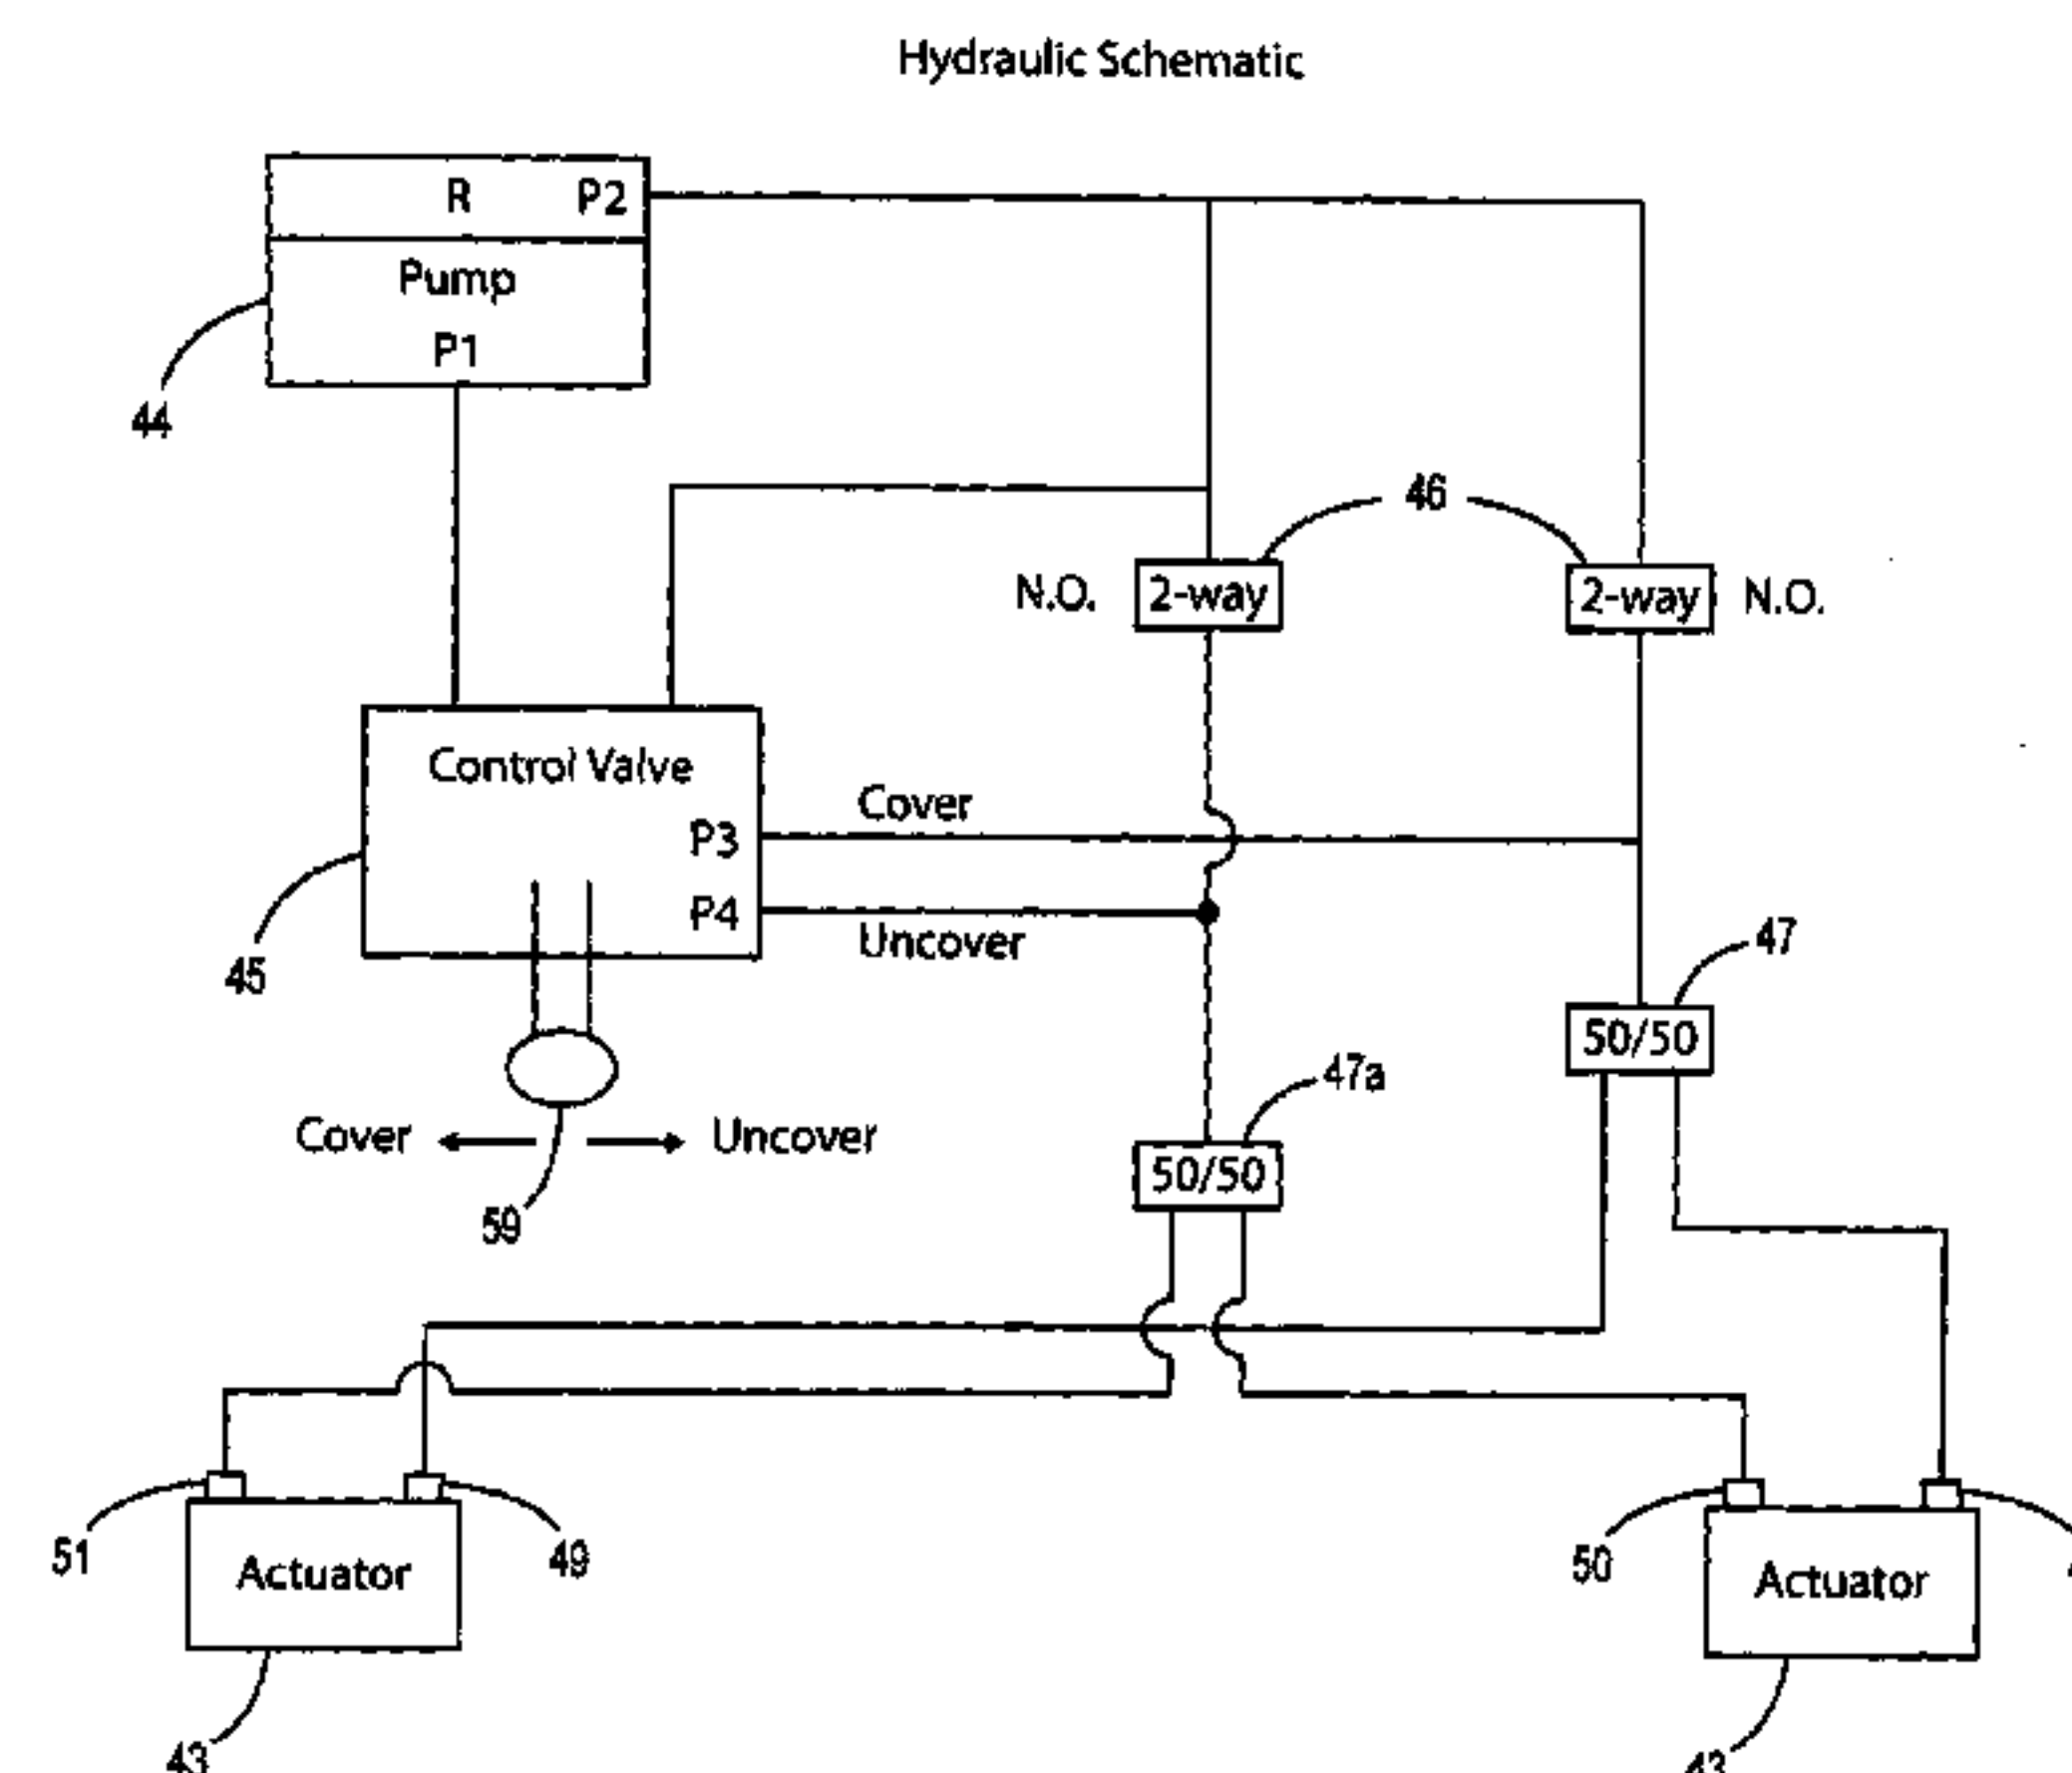 Hydraulic Schematic
R P2
Pump
P1
44
46
N.O. 2-way
2-way N.O.
Control Valve
Cover
P3
P4
Uncover
45
47
50/50
47a
50/50
Cover Uncover
59
51
49
50
Actuator
Actuator
43
43